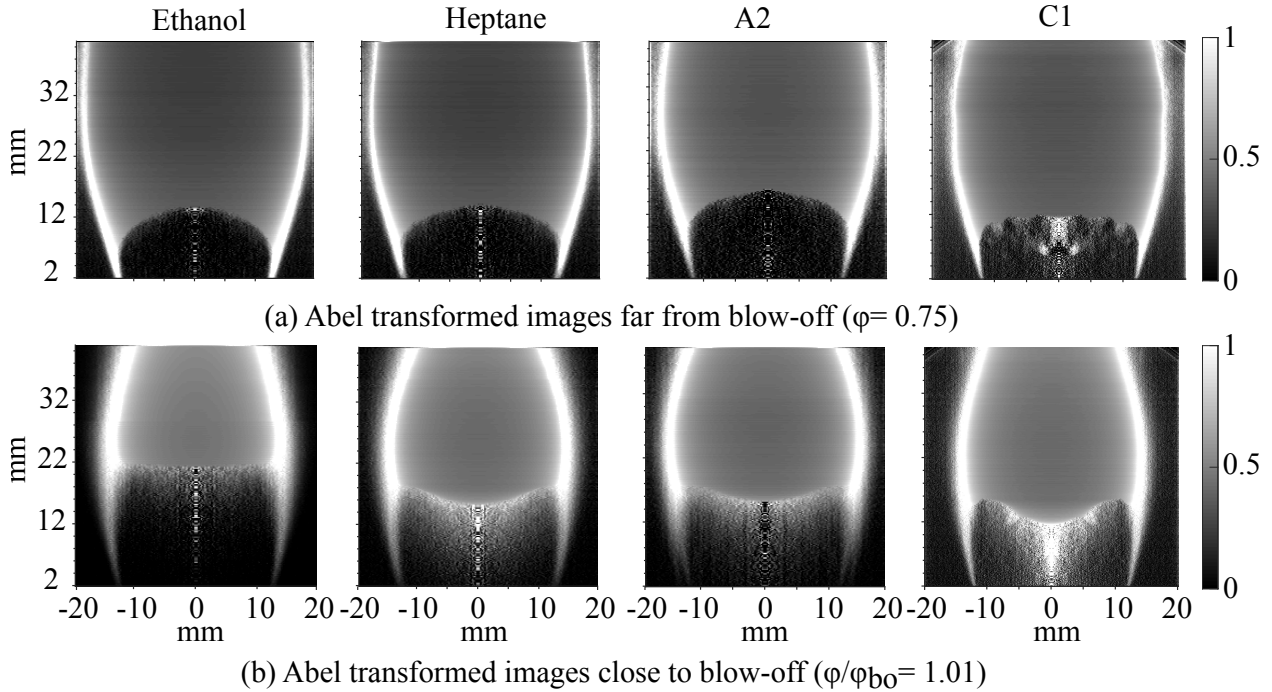 Ethanol Heptane A2 C1
mm
32
22
12
2
1
0.5
0
(a) Abel transformed images far from blow-off (φ= 0.75)
mm
32
22
12
2
1
0.5
0
-20 -10 0 10 20 -20 -10 0 10 20 -20 -10 0 10 20 -20 -10 0 10 20
mm mm mm mm
(b) Abel transformed images close to blow-off (φ/φbo= 1.01)